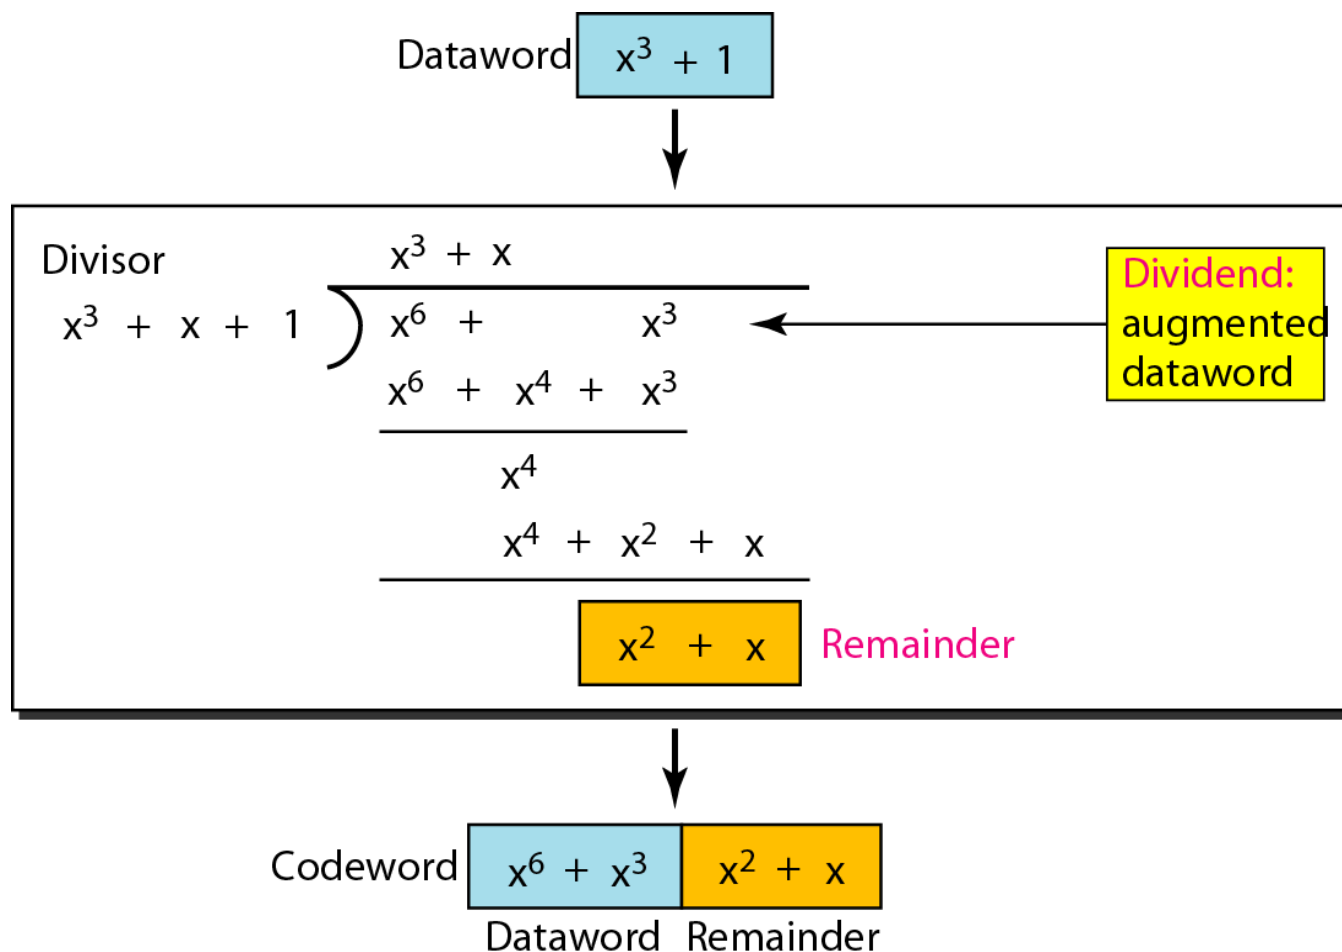 Dataword x³ + 1
Divisor
x³ + x
x³ + x + 1
x⁶ + x³
Dividend:
augmented
dataword
x⁶ + x⁴ + x³
x⁴
x⁴ + x² + x
x² + x Remainder
Codeword x⁶ + x³ x² + x
Dataword Remainder